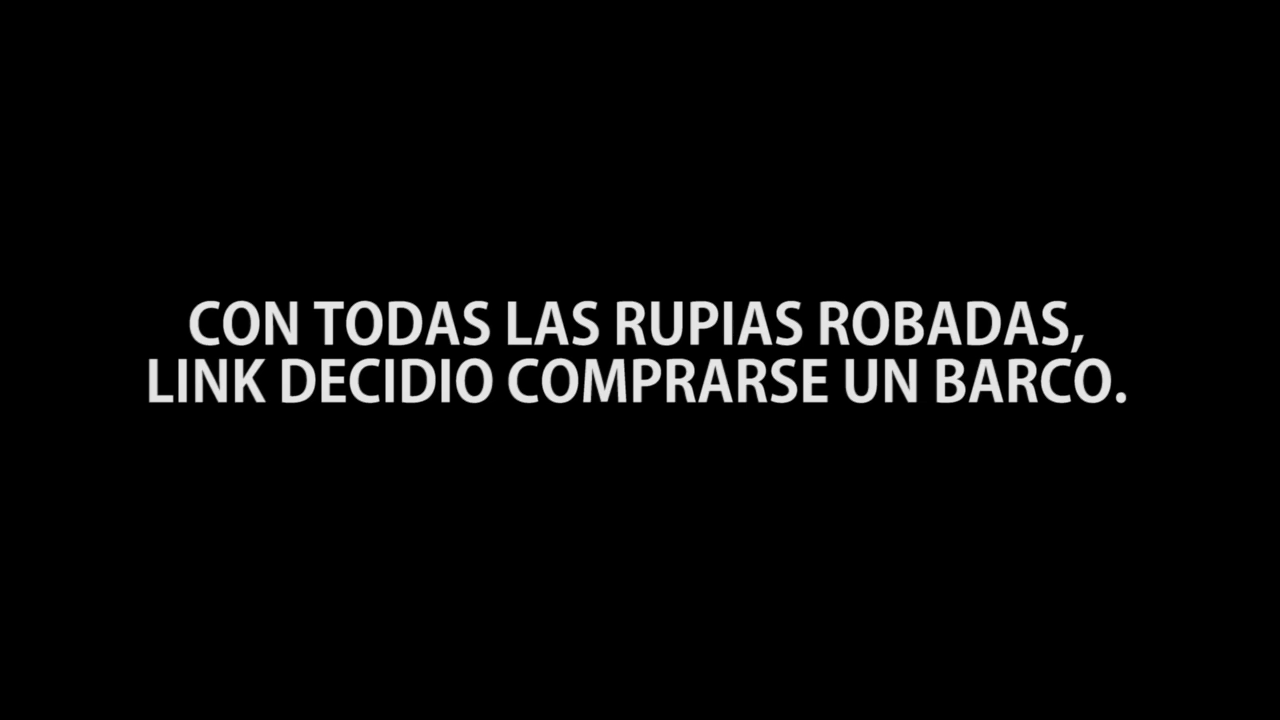 CON TODAS LAS RUPIAS ROBADAS,
LINK DECIDIO COMPRARSE UN BARCO.